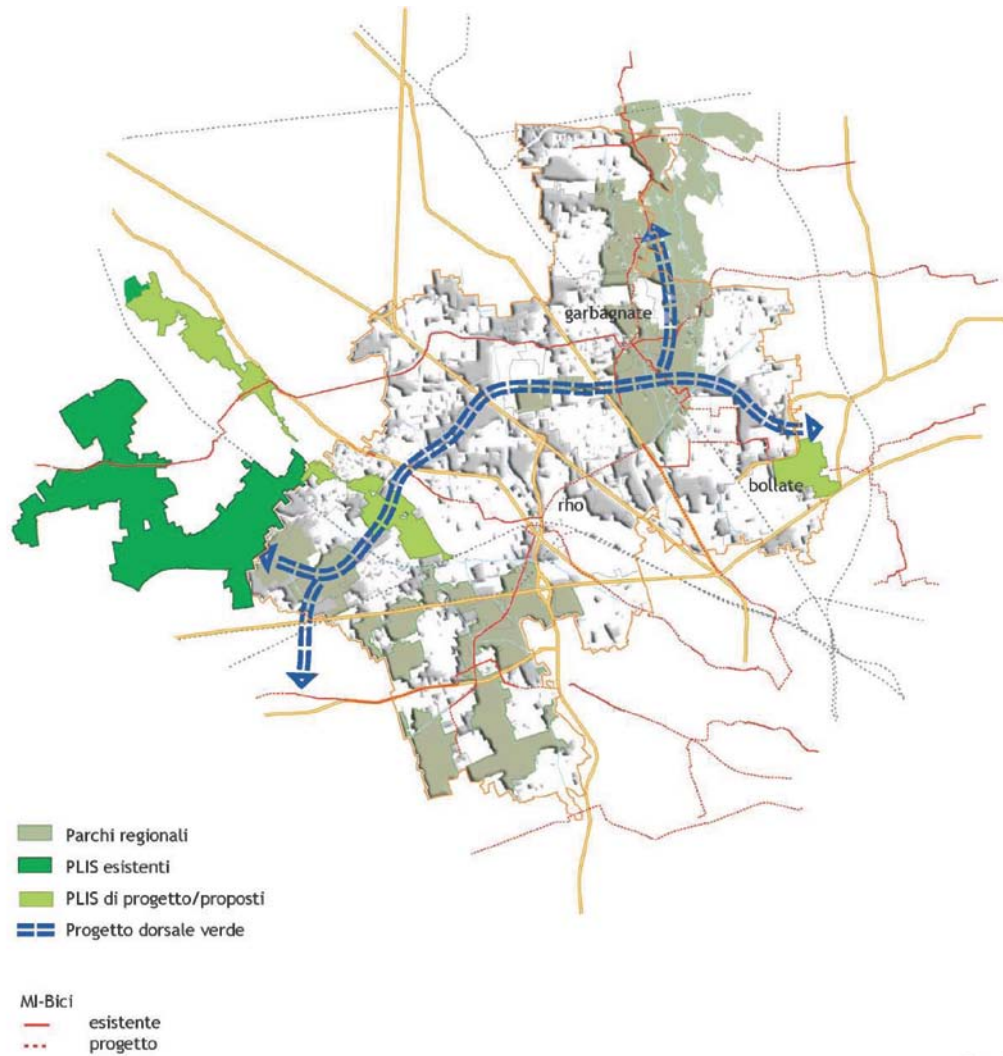 garbagnate
bollate
rho
Parchi regionali
PLIS esistenti
PLIS di progetto/proposti
Progetto dorsale verde
MI-Bici
esistente
progetto